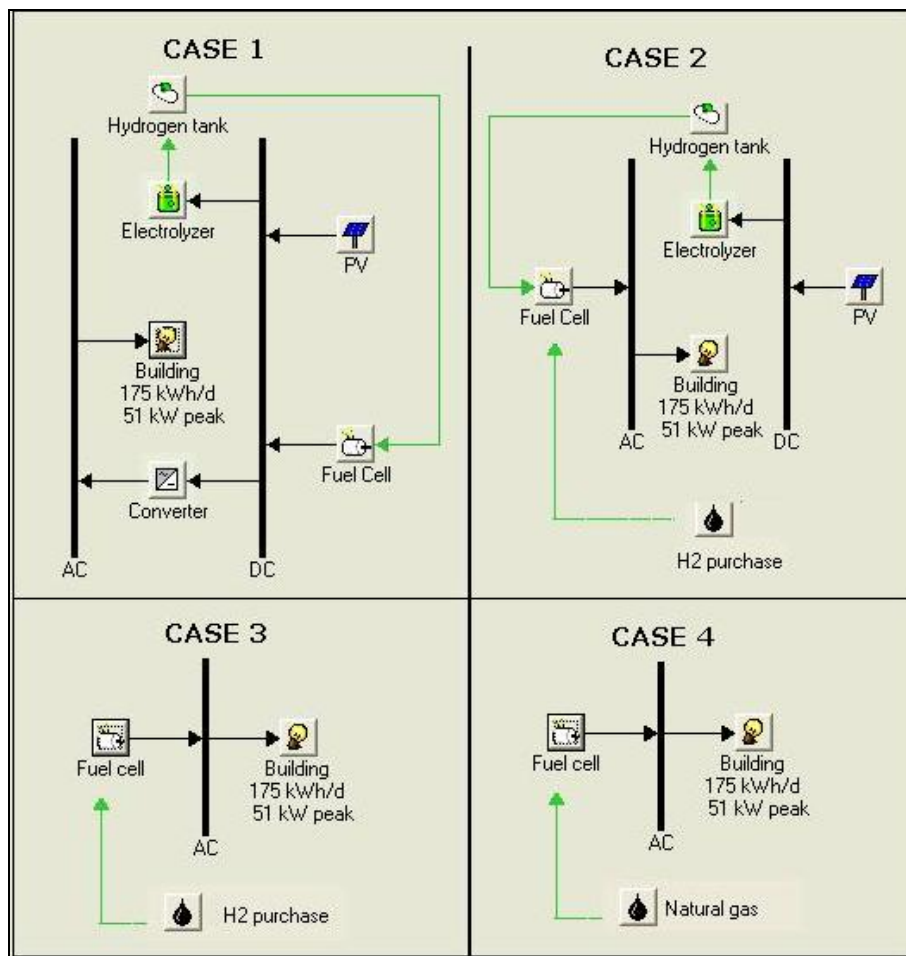 CASE 1
Hydrogen tank
Electrolyzer
PV
Building
175 kWh/d
51 kW peak
Fuel Cell
Converter
AC
DC
CASE 2
Hydrogen tank
Electrolyzer
Fuel Cell
PV
Building
175 kWh/d
51 kW peak
AC
DC
H2 purchase
CASE 3
Fuel cell
Building
175 kWh/d
51 kW peak
AC
H2 purchase
CASE 4
Fuel cell
Building
175 kWh/d
51 kW peak
AC
Natural gas